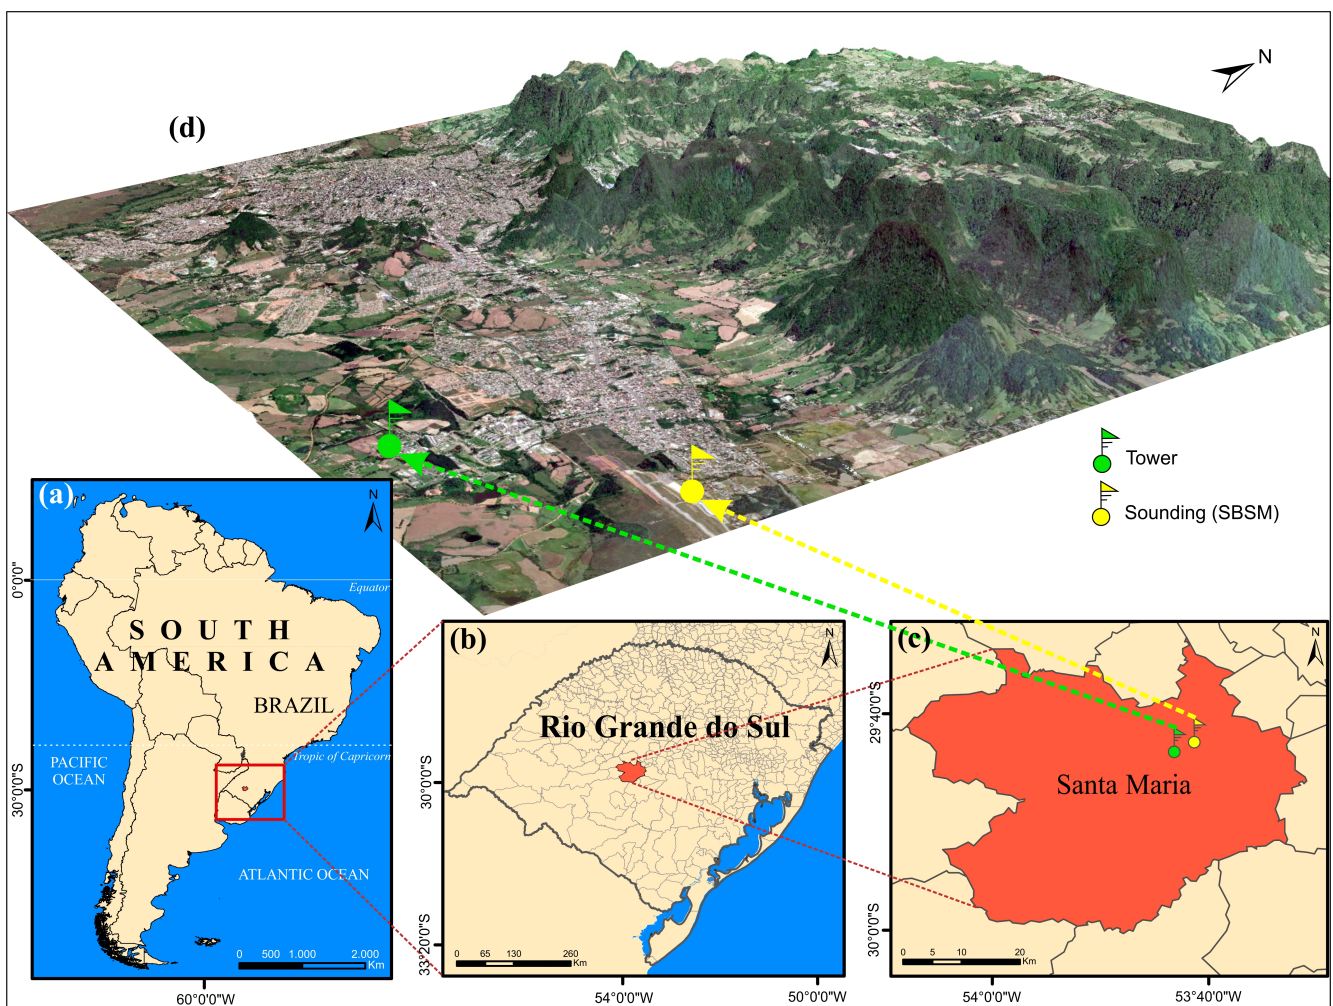 N
(d)
Tower
Sounding (SBSM)
(a)
N
0°0'0"
Equator
SOUTH
AMERICA
BRAZIL
PACIFIC
OCEAN
Tropic of Capricorn
30°0'0"S
ATLANTIC OCEAN
0 500 1.000 2.000
Km
60°0'0"W
(b)
N
Rio Grande do Sul
30°0'0"S
33°20'0"S
0 65 130 260
Km
54°0'0"W 50°0'0"W
(c)
N
29°40'0"S
Santa Maria
30°0'0"S
0 5 10 20
Km
54°0'0"W 53°40'0"W